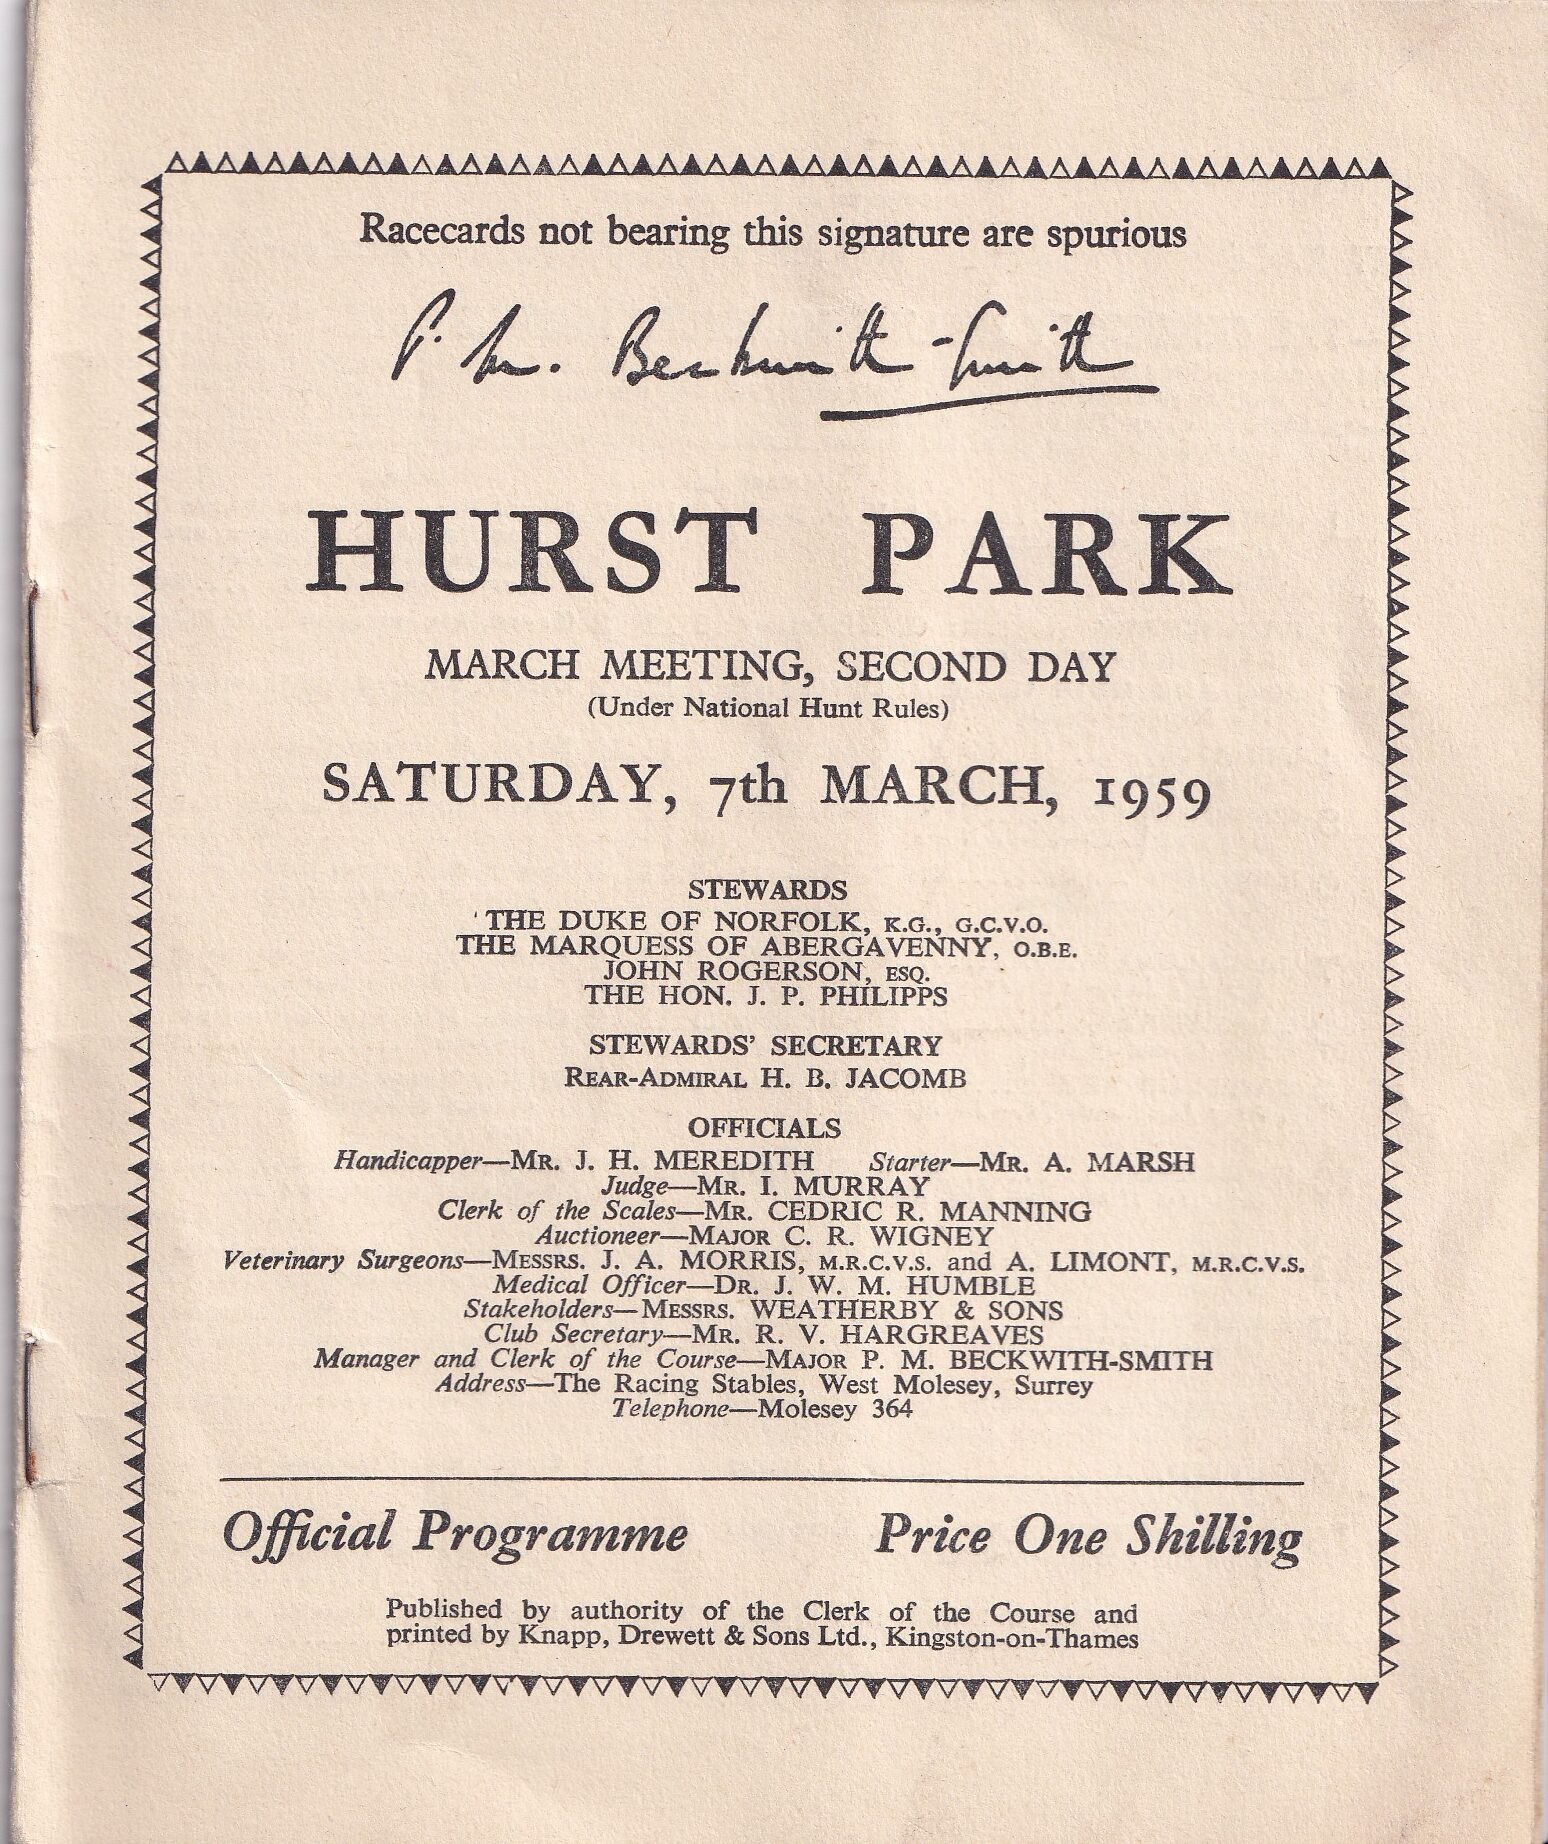 Racecards not bearing this signature are spurious
P. M. Beckwith-Smith
HURST PARK
MARCH MEETING, SECOND DAY
(Under National Hunt Rules)
SATURDAY, 7th MARCH, 1959
STEWARDS
THE DUKE OF NORFOLK, K.G., G.C.V.O.
THE MARQUESS OF ABERGAVENNY, O.B.E.
JOHN ROGERSON, ESQ.
THE HON. J. P. PHILIPPS
STEWARDS' SECRETARY
REAR-ADMIRAL H. B. JACOMB
OFFICIALS
Handicapper—MR. J. H. MEREDITH Starter—MR. A. MARSH
Judge—MR. I. MURRAY
Clerk of the Scales—MR. CEDRIC R. MANNING
Auctioneer—MAJOR C. R. WIGNEY
Veterinary Surgeons—MESSRS. J. A. MORRIS, M.R.C.V.S. and A. LIMONT, M.R.C.V.S.
Medical Officer—DR. J. W. M. HUMBLE
Stakeholders—MESSRS. WEATHERBY & SONS
Club Secretary—MR. R. V. HARGREAVES
Manager and Clerk of the Course—MAJOR P. M. BECKWITH-SMITH
Address—The Racing Stables, West Molesey, Surrey
Telephone—Molesey 364
Official Programme Price One Shilling
Published by authority of the Clerk of the Course and
printed by Knapp, Drewett & Sons Ltd., Kingston-on-Thames